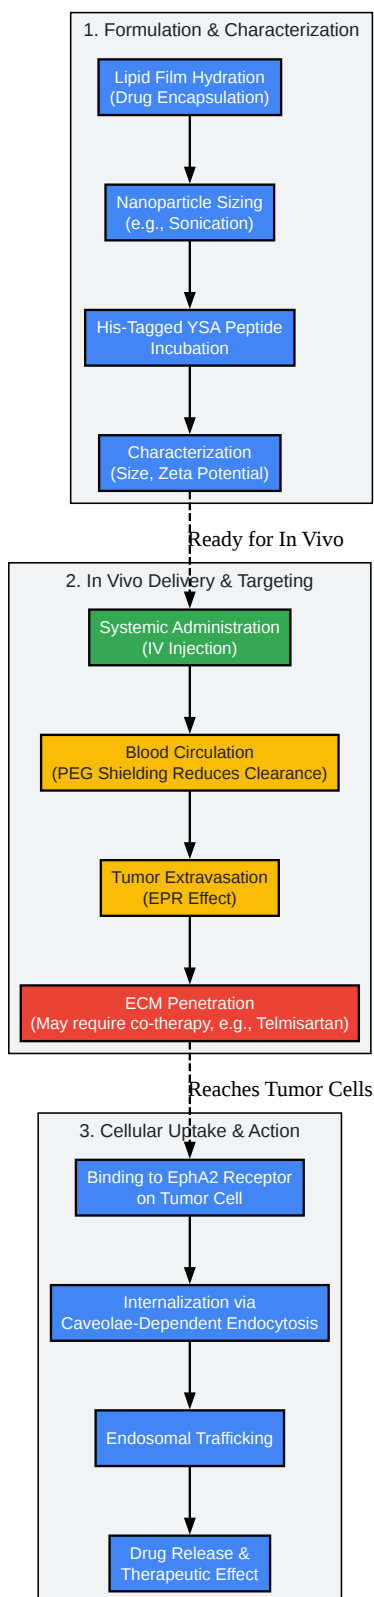 1. Formulation & Characterization
Lipid Film Hydration
(Drug Encapsulation)
Nanoparticle Sizing
(e.g., Sonication)
His-Tagged YSA Peptide
Incubation
Characterization
(Size, Zeta Potential)
Ready for In Vivo
2. In Vivo Delivery & Targeting
Systemic Administration
(IV Injection)
Blood Circulation
(PEG Shielding Reduces Clearance)
Tumor Extravasation
(EPR Effect)
ECM Penetration
(May require co-therapy, e.g., Telmisartan)
Reaches Tumor Cells
3. Cellular Uptake & Action
Binding to EphA2 Receptor
on Tumor Cell
Internalization via
Caveolae-Dependent Endocytosis
Endosomal Trafficking
Drug Release &
Therapeutic Effect